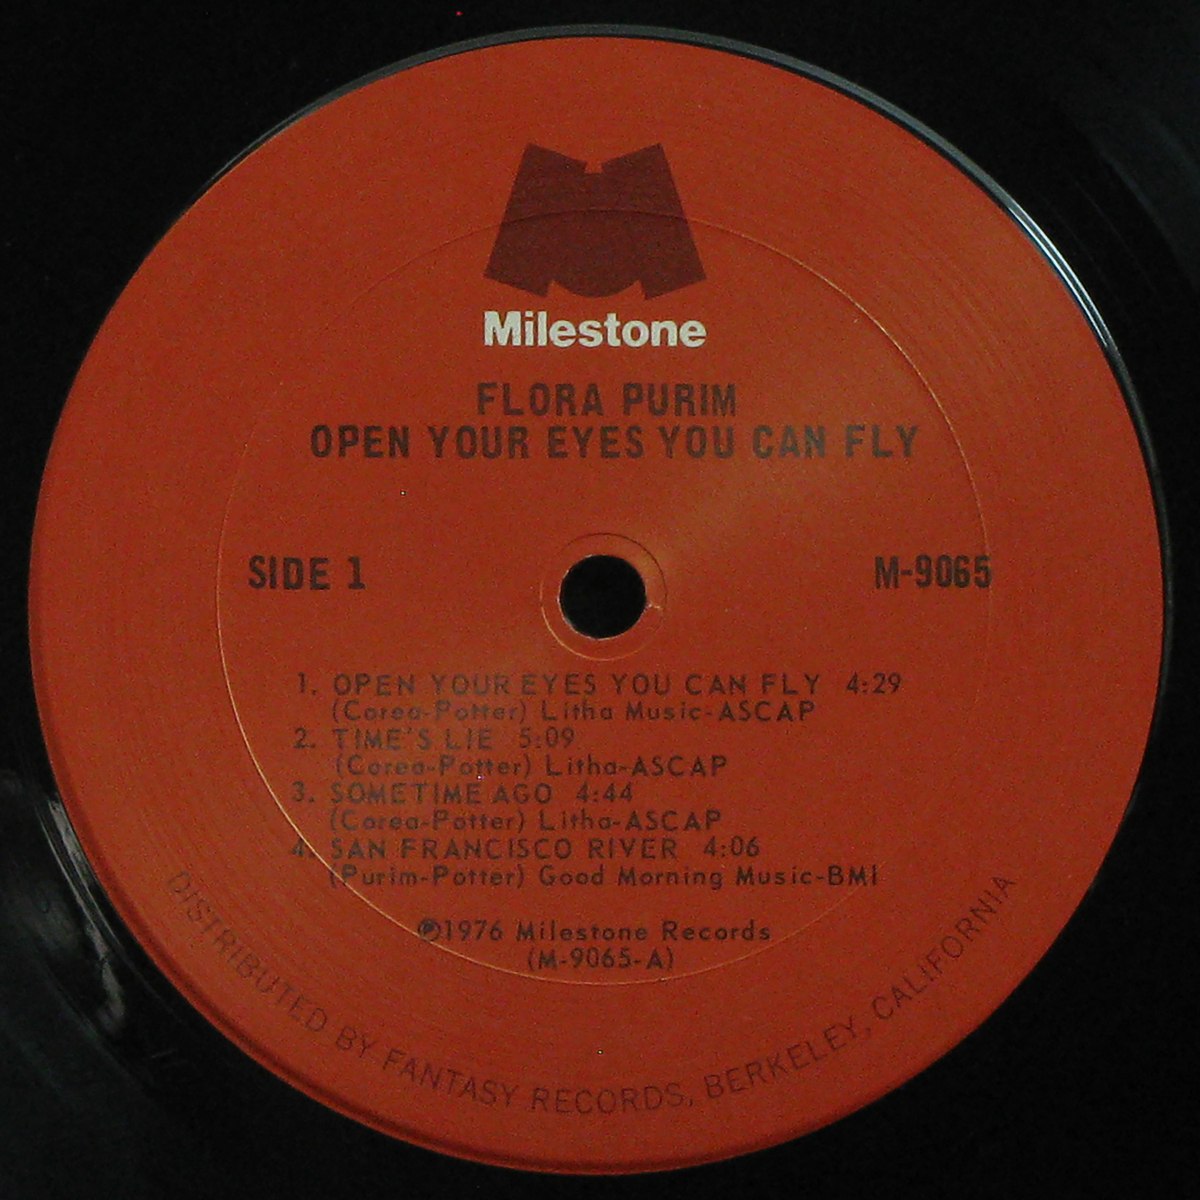 Milestone
FLORA PURIM
OPEN YOUR EYES YOU CAN FLY
SIDE 1
M-9065
1. OPEN YOUR EYES YOU CAN FLY 4:29
(Corea-Potter) Litha Music-ASCAP
2. TIME'S LIE 5:09
(Corea-Potter) Litha-ASCAP
3. SOMETIME AGO 4:44
(Corea-Potter) Litha-ASCAP
4. SAN FRANCISCO RIVER 4:06
(Purim-Potter) Good Morning Music-BMI
℗1976 Milestone Records
(M-9065-A)
DISTRIBUTED BY FANTASY RECORDS, BERKELEY, CALIFORNIA